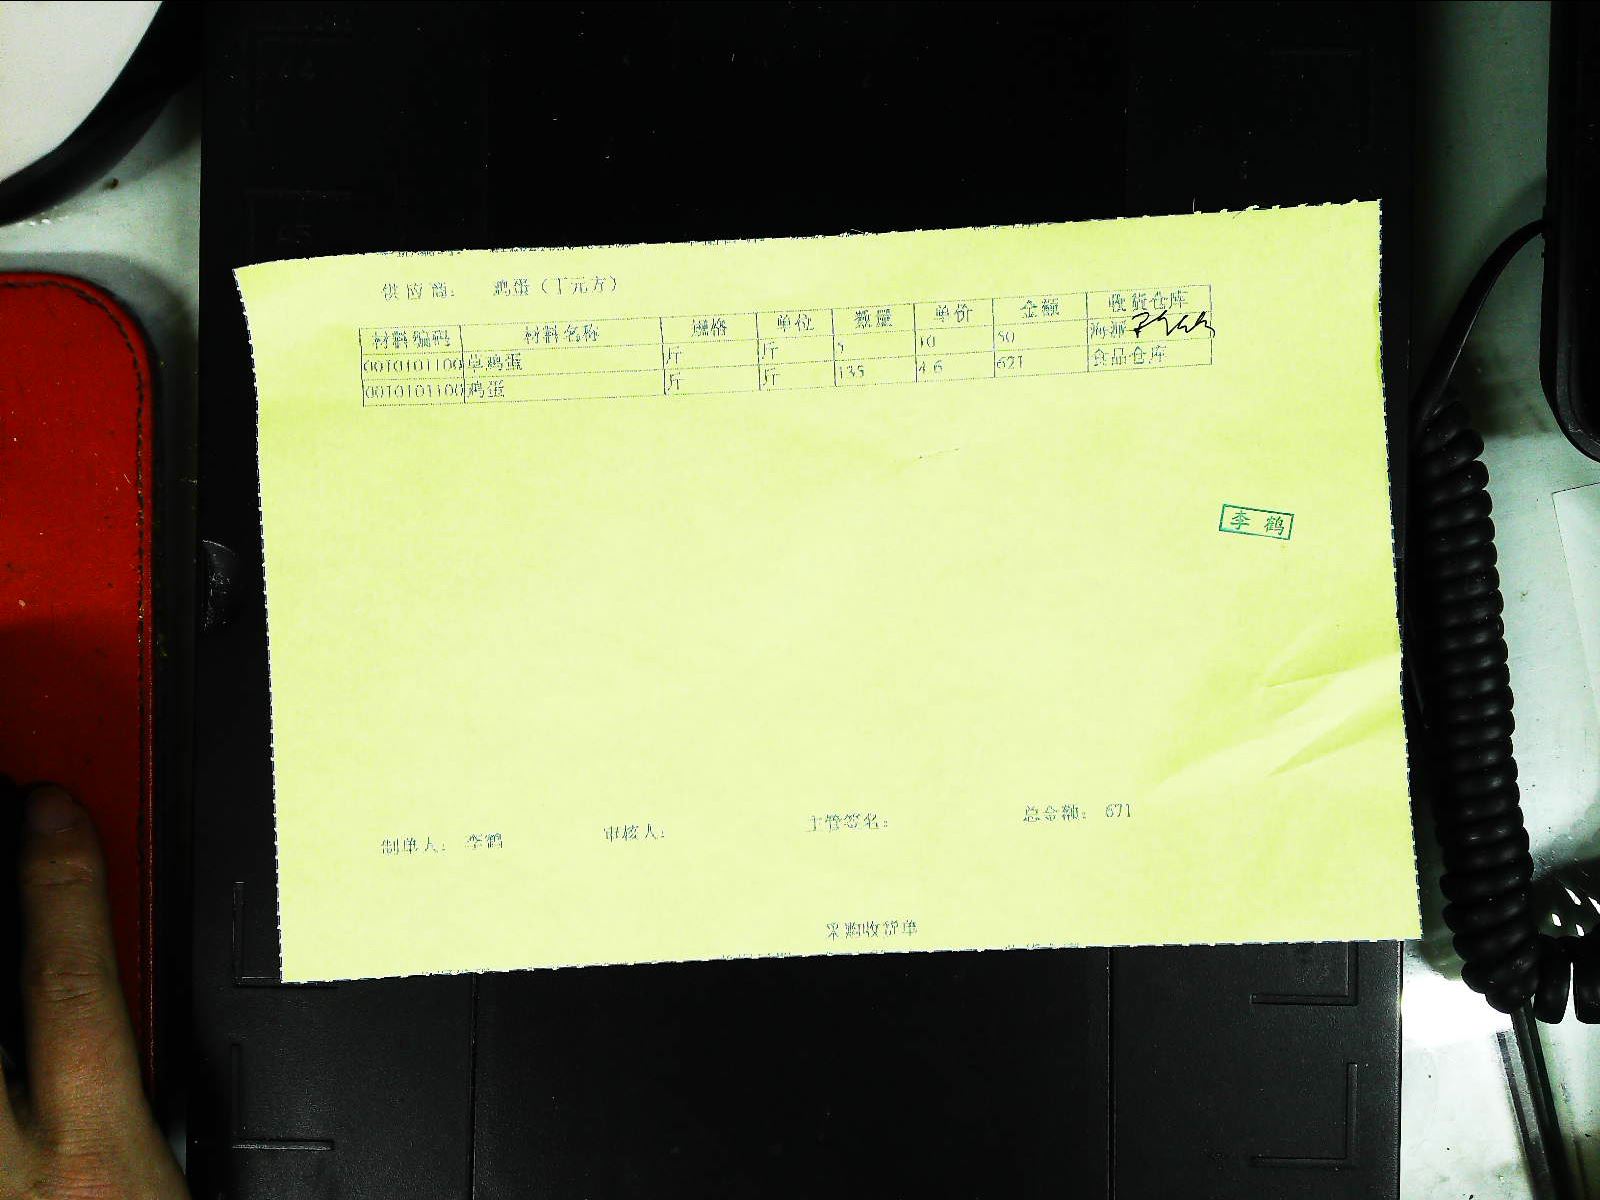 供应商: 鸡蛋（丁元方）
材料编码 材料名称 规格 单位 数量 单价 金额 收货仓库
0010101100 草鸡蛋 斤 斤 5 10 50 海派
0010101100 鸡蛋 斤 斤 135 4.6 621 食品仓库
李鹤
制单人: 李鹤 审核人: 主管签名: 总金额: 671
采购收货单